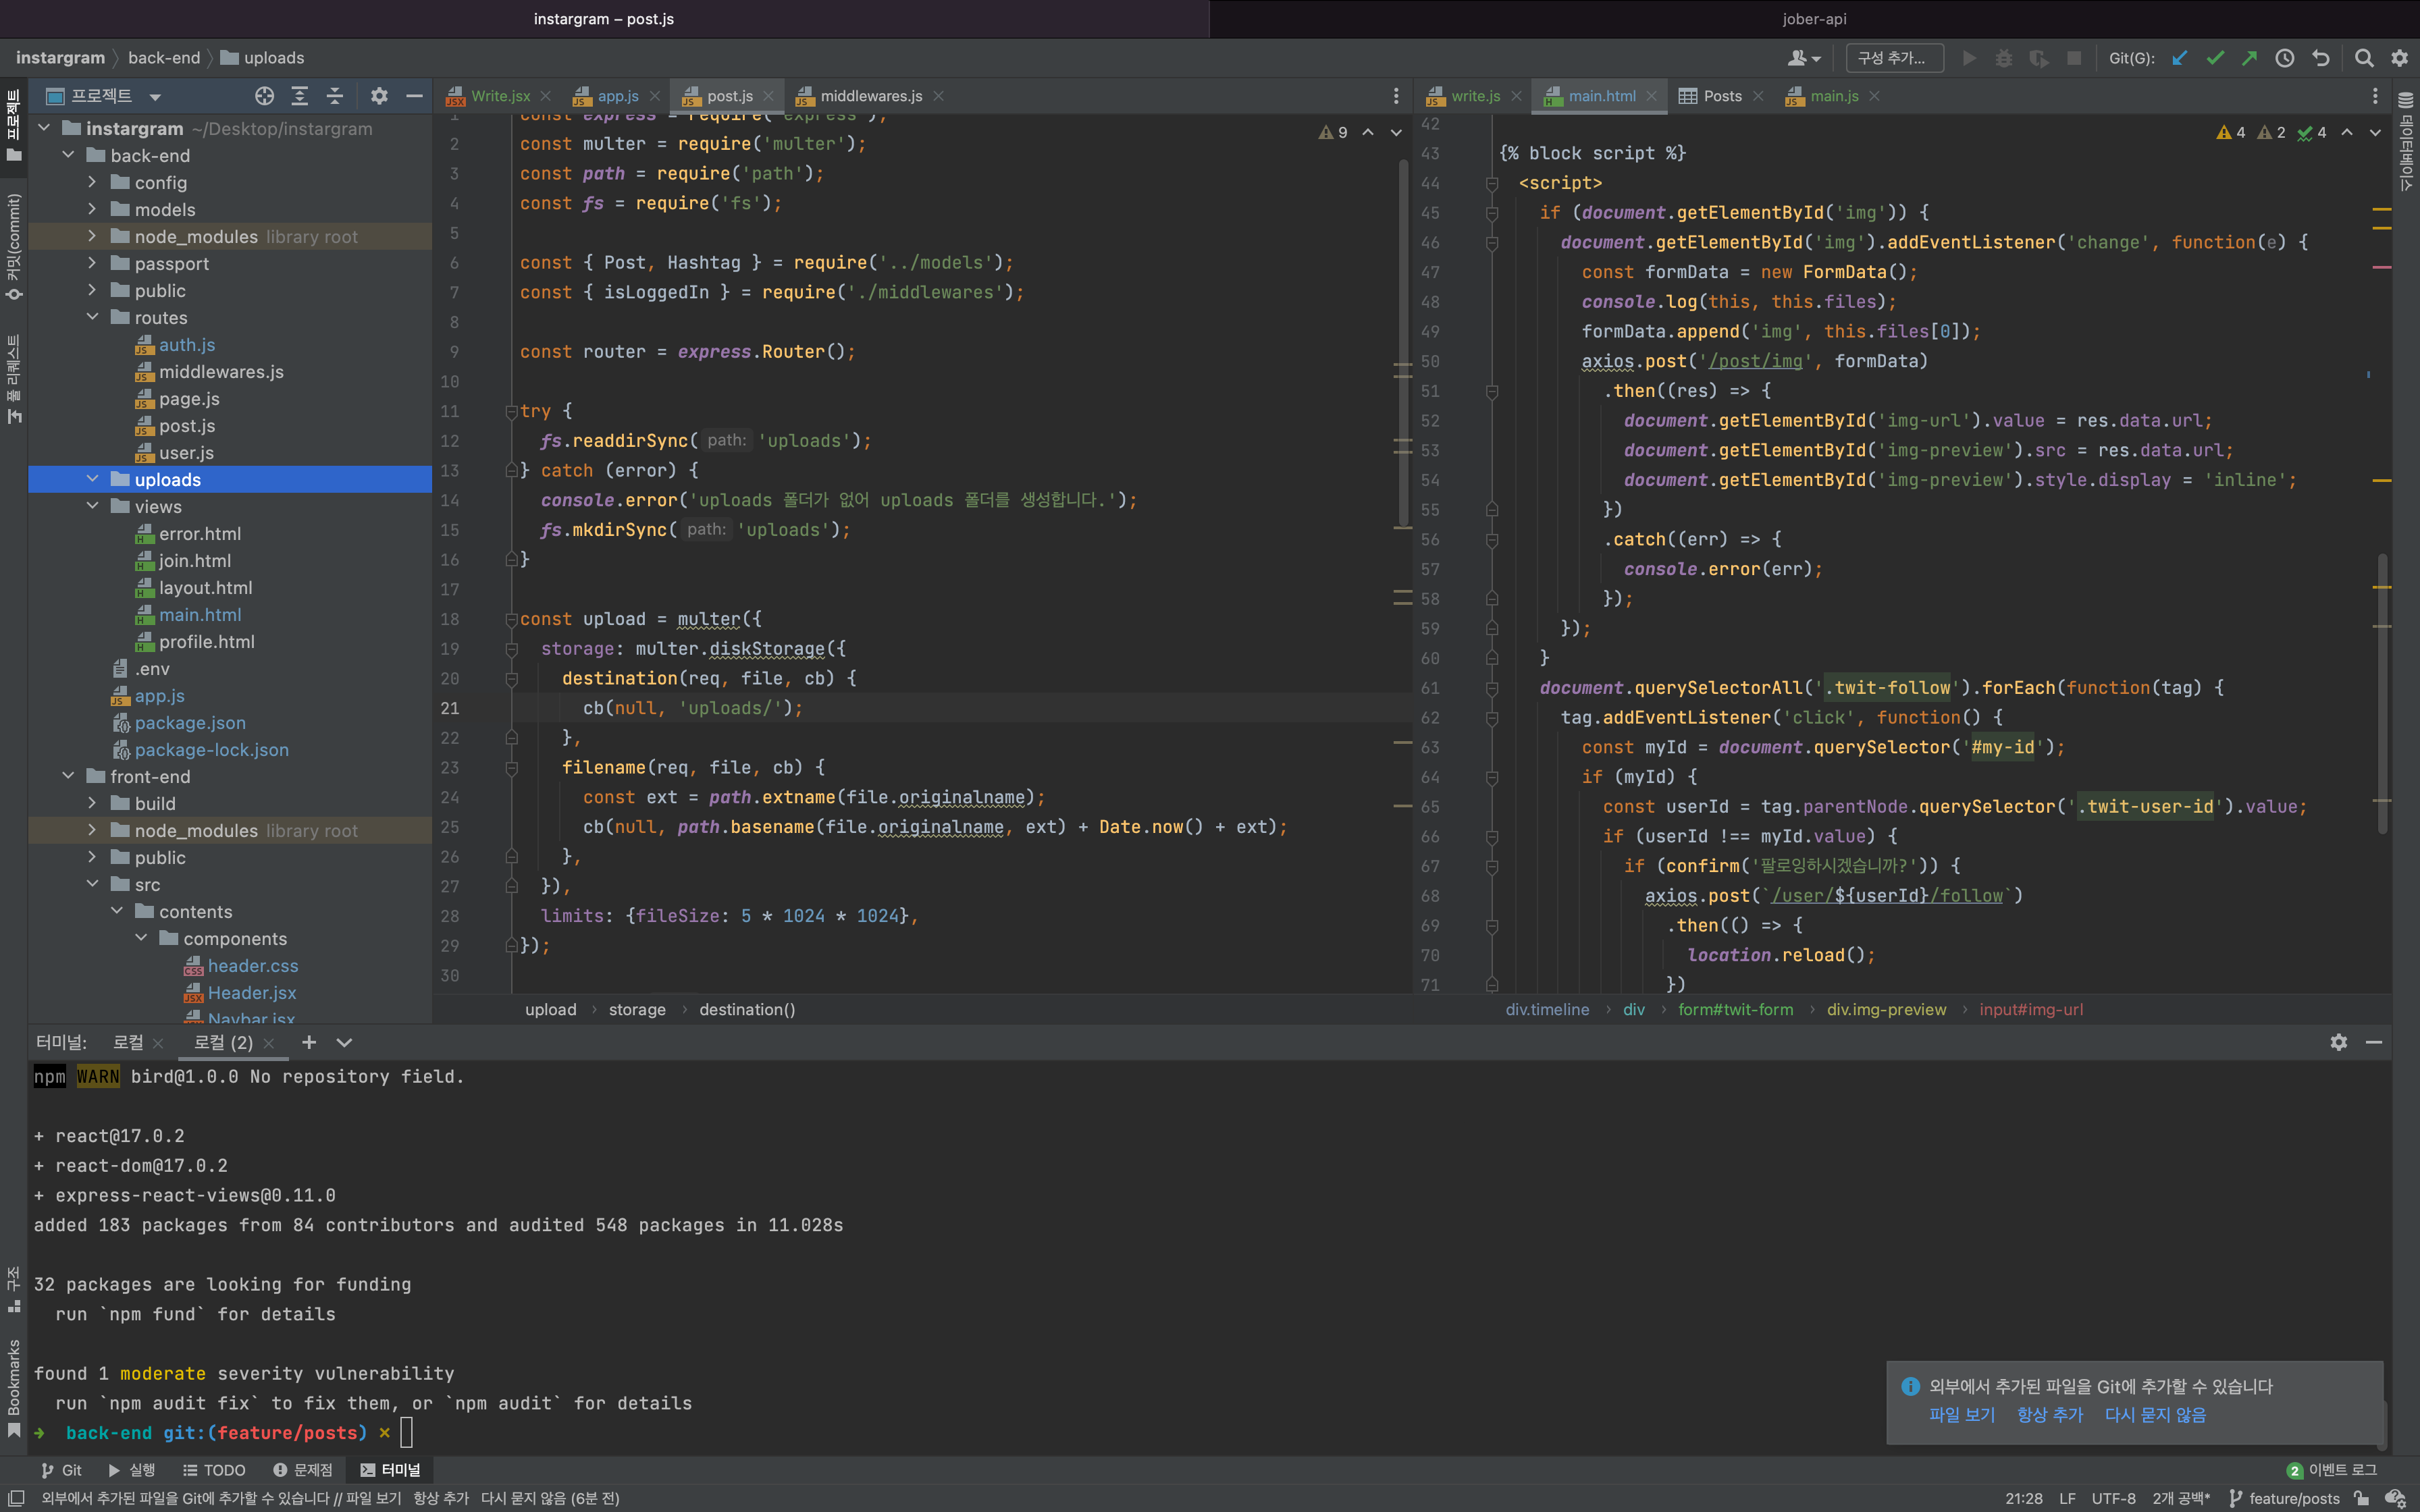 instargram – post.js
jober-api
instargram back-end uploads
구성 추가...
Git(G):
프로젝트
커밋(commit)
풀 리퀘스트
구조
Bookmarks
데이터베이스
프로젝트
instargram ~/Desktop/instargram
back-end
config
models
node_modules library root
passport
public
routes
auth.js
middlewares.js
page.js
post.js
user.js
uploads
views
error.html
join.html
layout.html
main.html
profile.html
.env
app.js
package.json
package-lock.json
front-end
build
node_modules library root
public
src
contents
components
header.css
Header.jsx
Navbar.jsx
Write.jsx app.js post.js middlewares.js
9
1 const express = require('express');
2 const multer = require('multer');
3 const path = require('path');
4 const fs = require('fs');
5
6 const { Post, Hashtag } = require('../models');
7 const { isLoggedIn } = require('./middlewares');
8
9 const router = express.Router();
10
11 try {
12 fs.readdirSync( path: 'uploads');
13 } catch (error) {
14 console.error('uploads 폴더가 없어 uploads 폴더를 생성합니다.');
15 fs.mkdirSync( path: 'uploads');
16 }
17
18 const upload = multer({
19 storage: multer.diskStorage({
20 destination(req, file, cb) {
21 cb(null, 'uploads/');
22 },
23 filename(req, file, cb) {
24 const ext = path.extname(file.originalname);
25 cb(null, path.basename(file.originalname, ext) + Date.now() + ext);
26 },
27 }),
28 limits: {fileSize: 5 * 1024 * 1024},
29 });
30
upload › storage › destination()
write.js main.html Posts main.js
4 2 4
42
43 {% block script %}
44 <script>
45 if (document.getElementById('img')) {
46 document.getElementById('img').addEventListener('change', function(e) {
47 const formData = new FormData();
48 console.log(this, this.files);
49 formData.append('img', this.files[0]);
50 axios.post('/post/img', formData)
51 .then((res) => {
52 document.getElementById('img-url').value = res.data.url;
53 document.getElementById('img-preview').src = res.data.url;
54 document.getElementById('img-preview').style.display = 'inline';
55 })
56 .catch((err) => {
57 console.error(err);
58 });
59 });
60 }
61 document.querySelectorAll('.twit-follow').forEach(function(tag) {
62 tag.addEventListener('click', function() {
63 const myId = document.querySelector('#my-id');
64 if (myId) {
65 const userId = tag.parentNode.querySelector('.twit-user-id').value;
66 if (userId !== myId.value) {
67 if (confirm('팔로잉하시겠습니까?')) {
68 axios.post(`/user/${userId}/follow`)
69 .then(() => {
70 location.reload();
71 })
div.timeline › div › form#twit-form › div.img-preview › input#img-url
터미널: 로컬 로컬 (2)
npm WARN bird@1.0.0 No repository field.
+ react@17.0.2
+ react-dom@17.0.2
+ express-react-views@0.11.0
added 183 packages from 84 contributors and audited 548 packages in 11.028s
32 packages are looking for funding
run `npm fund` for details
found 1 moderate severity vulnerability
run `npm audit fix` to fix them, or `npm audit` for details
→ back-end git:(feature/posts) ×
외부에서 추가된 파일을 Git에 추가할 수 있습니다
파일 보기 항상 추가 다시 묻지 않음
Git 실행 TODO 문제점 터미널
2 이벤트 로그
외부에서 추가된 파일을 Git에 추가할 수 있습니다 // 파일 보기 항상 추가 다시 묻지 않음 (6분 전)
21:28 LF UTF-8 2개 공백* feature/posts